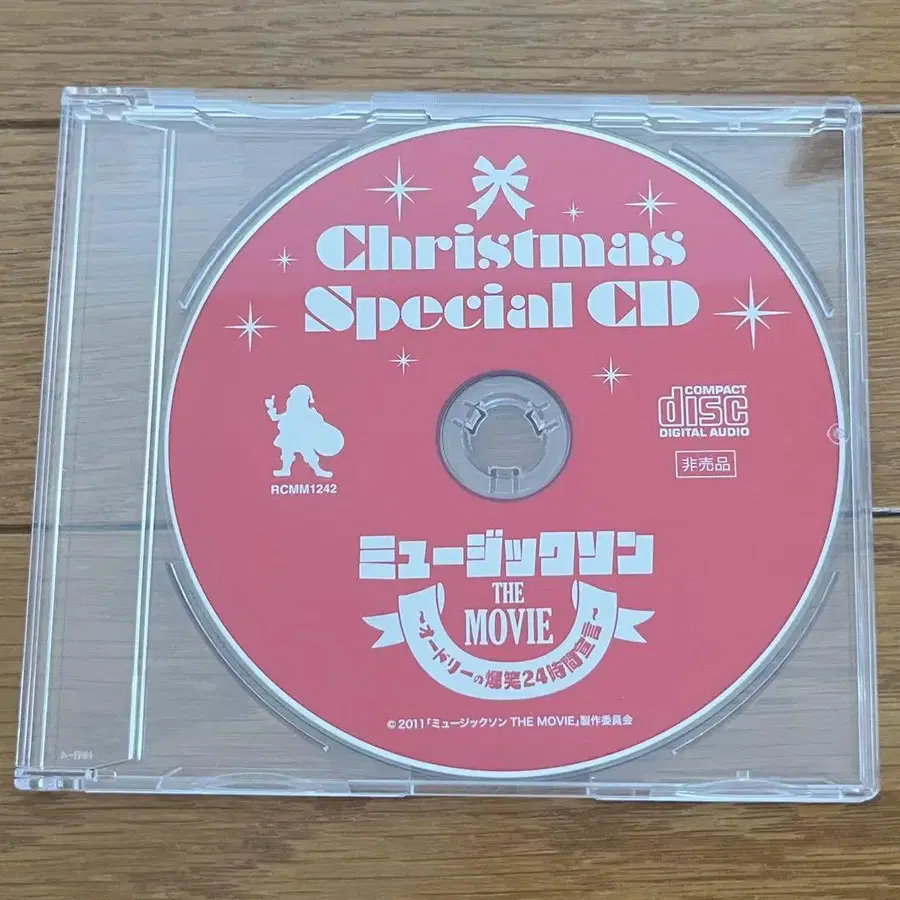 Christmas
Special CD
COMPACT
disc
DIGITAL AUDIO
非売品
RCMM1242
ミュージックソン
THE
MOVIE
～オードリーの爆笑24時間宣言～
©2011「ミュージックソン THE MOVIE」製作委員会